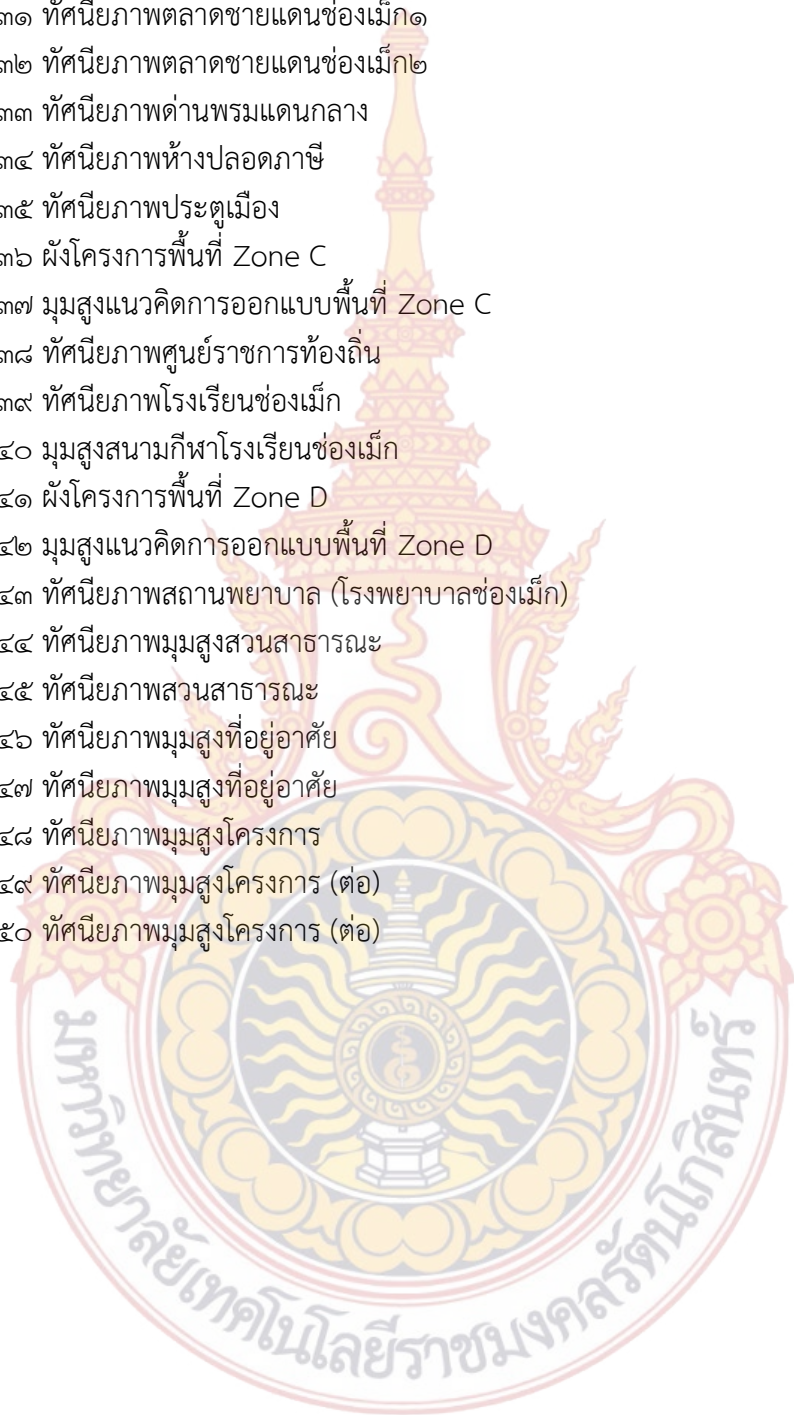 ๓๑ ทัศนียภาพตลาดชายแดนช่องเม็ก๑
๓๒ ทัศนียภาพตลาดชายแดนช่องเม็ก๒
๓๓ ทัศนียภาพด่านพรมแดนกลาง
๓๔ ทัศนียภาพห้างปลอดภาษี
๓๕ ทัศนียภาพประตูเมือง
๓๖ ผังโครงการพื้นที่ Zone C
๓๗ มุมสูงแนวคิดการออกแบบพื้นที่ Zone C
๓๘ ทัศนียภาพศูนย์ราชการท้องถิ่น
๓๙ ทัศนียภาพโรงเรียนช่องเม็ก
๔๐ มุมสูงสนามกีฬาโรงเรียนช่องเม็ก
๔๑ ผังโครงการพื้นที่ Zone D
๔๒ มุมสูงแนวคิดการออกแบบพื้นที่ Zone D
๔๓ ทัศนียภาพสถานพยาบาล (โรงพยาบาลช่องเม็ก)
๔๔ ทัศนียภาพมุมสูงสวนสาธารณะ
๔๕ ทัศนียภาพสวนสาธารณะ
๔๖ ทัศนียภาพมุมสูงที่อยู่อาศัย
๔๗ ทัศนียภาพมุมสูงที่อยู่อาศัย
๔๘ ทัศนียภาพมุมสูงโครงการ
๔๙ ทัศนียภาพมุมสูงโครงการ (ต่อ)
๕๐ ทัศนียภาพมุมสูงโครงการ (ต่อ)
มหาวิทยาลัยเทคโนโลยีราชมงคลรัตนโกสินทร์